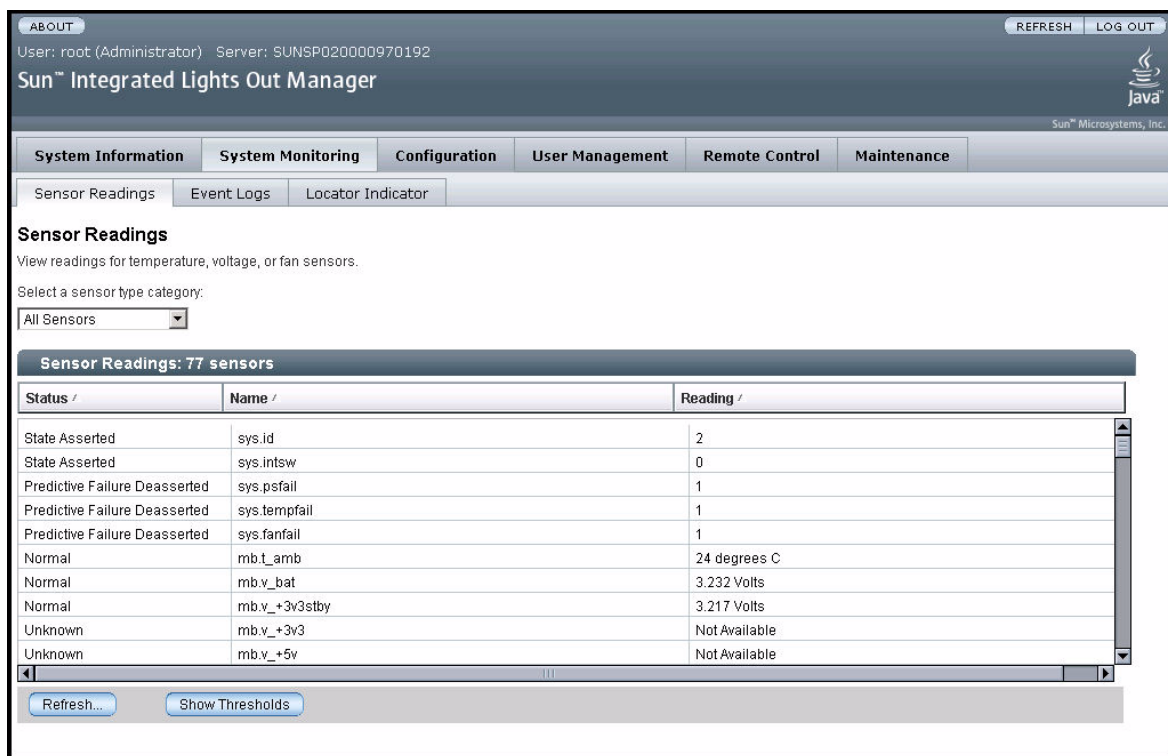 ABOUT REFRESH LOG OUT
User: root (Administrator) Server: SUNSP020000970192
Sun™ Integrated Lights Out Manager
Java™
Sun™ Microsystems, Inc.
System Information System Monitoring Configuration User Management Remote Control Maintenance
Sensor Readings Event Logs Locator Indicator
Sensor Readings
View readings for temperature, voltage, or fan sensors.
Select a sensor type category:
All Sensors
Sensor Readings: 77 sensors
Status Name Reading
State Asserted sys.id 2
State Asserted sys.intsw 0
Predictive Failure Deasserted sys.psfail 1
Predictive Failure Deasserted sys.tempfail 1
Predictive Failure Deasserted sys.fanfail 1
Normal mb.t_amb 24 degrees C
Normal mb.v_bat 3.232 Volts
Normal mb.v_+3v3stby 3.217 Volts
Unknown mb.v_+3v3 Not Available
Unknown mb.v_+5v Not Available
Refresh... Show Thresholds